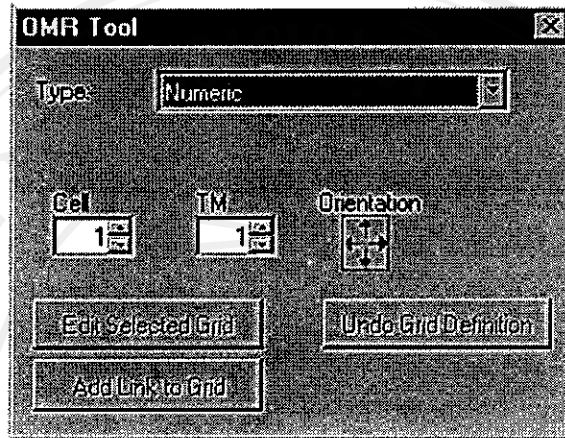 OMR Tool
Type: Numeric
Cell TM Orientation
1 1
Edit Selected Grid Undo Grid Definition
Add Link to Grid